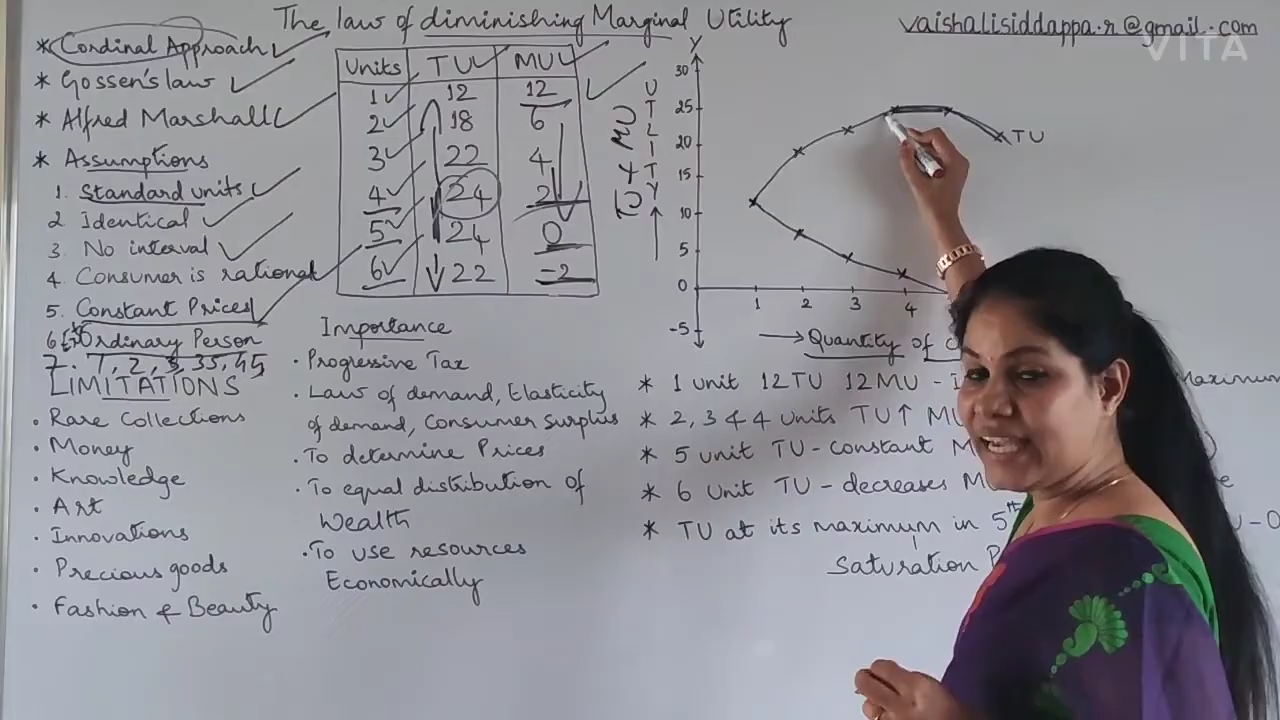 The law of diminishing Marginal Utility
vaishalisiddappa.r@gmail.com
VITA
* Cordinal Approach
* Gossen's law
* Alfred Marshall
* Assumptions
1. Standard units
2 Identical
3 No interval
4. Consumer is rational
5. Constant Prices
6 Ordinary Person
7. 1, 2, 3, 35, 45
LIMITATIONS
· Rare Collections
· Money
· Knowledge
· Art
· Innovations
· Precious goods
· Fashion & Beauty
Units TU MU
1 12 12
2 18 6
3 22 4
4 24 2
5 24 0
6 22 -2
Importance
· Progressive Tax
· Law of demand, Elasticity
of demand, Consumer Surplus
· To determine Prices
· To equal distribution of
Wealth
· To use resources
Economically
Y
30
25
20
15
10
5
0
-5
TU & MU
UTILITY
TU
1 2 3 4
Quantity of
* 1 unit 12TU 12MU - maximum
* 2, 3 & 4 Units TU↑
* 5 unit TU - constant
* 6 Unit TU - decreases
* TU at its maximum in 5th - 0
Saturation